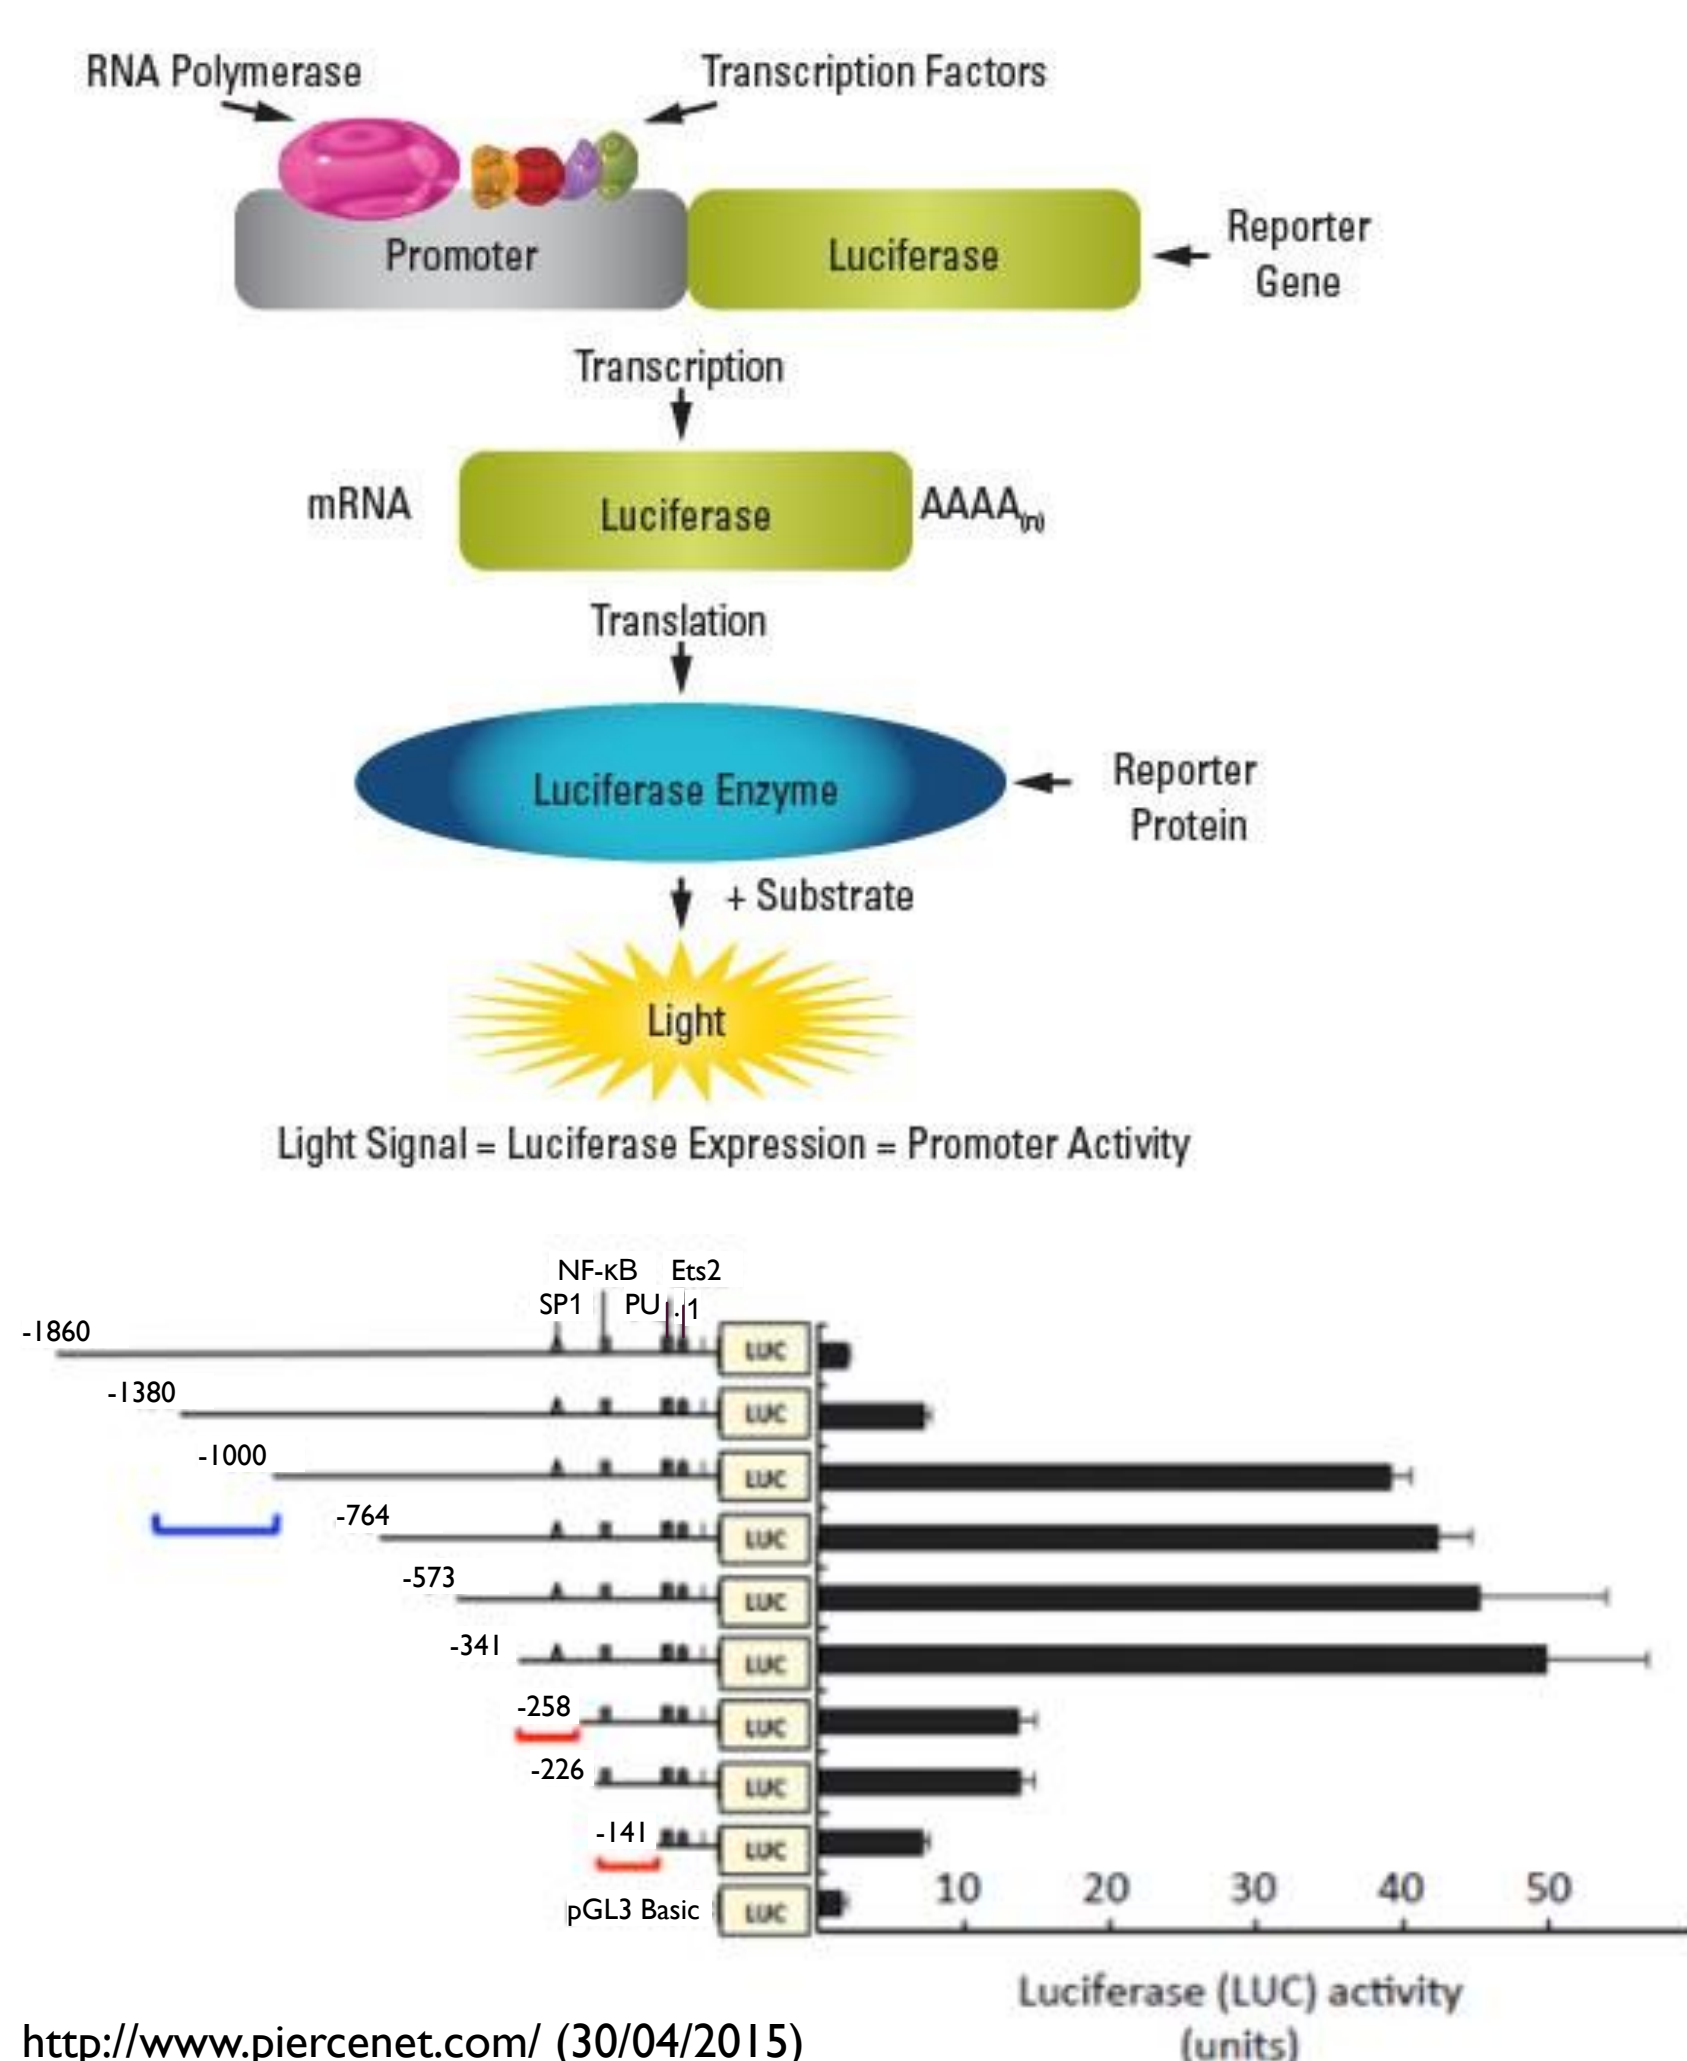 RNA Polymerase
Transcription Factors
Promoter
Luciferase
Reporter
Gene
Transcription
mRNA
Luciferase
AAAA(n)
Translation
Luciferase Enzyme
Reporter
Protein
+ Substrate
Light
Light Signal = Luciferase Expression = Promoter Activity
NF-κB Ets2
SP1 PU .1
-1860
LUC
-1380
LUC
-1000
LUC
-764
LUC
-573
LUC
-341
LUC
-258
LUC
-226
LUC
-141
LUC
10 20 30 40 50
pGL3 Basic
LUC
Luciferase (LUC) activity
(units)
http://www.piercenet.com/ (30/04/2015)